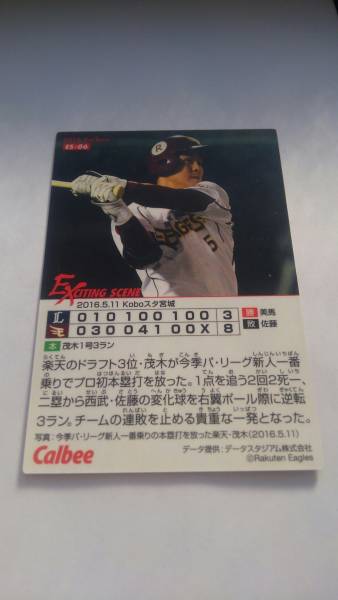 ES-06
R
EAGLES
5
EXCITING SCENE
2016.5.11 Koboスタ宮城
L 010 100 100 3 勝 美馬
E 030 041 00X 8 敗 佐藤
本 茂木1号3ラン
楽天のドラフト3位・茂木が今季パ・リーグ新人一番
乗りでプロ初本塁打を放った。1点を追う2回2死一、
二塁から西武・佐藤の変化球を右翼ポール際に逆転
3ラン。チームの連敗を止める貴重な一発となった。
写真:今季パ・リーグ新人一番乗りの本塁打を放った楽天・茂木(2016.5.11)
データ提供:データスタジアム株式会社
Calbee
©Rakuten Eagles